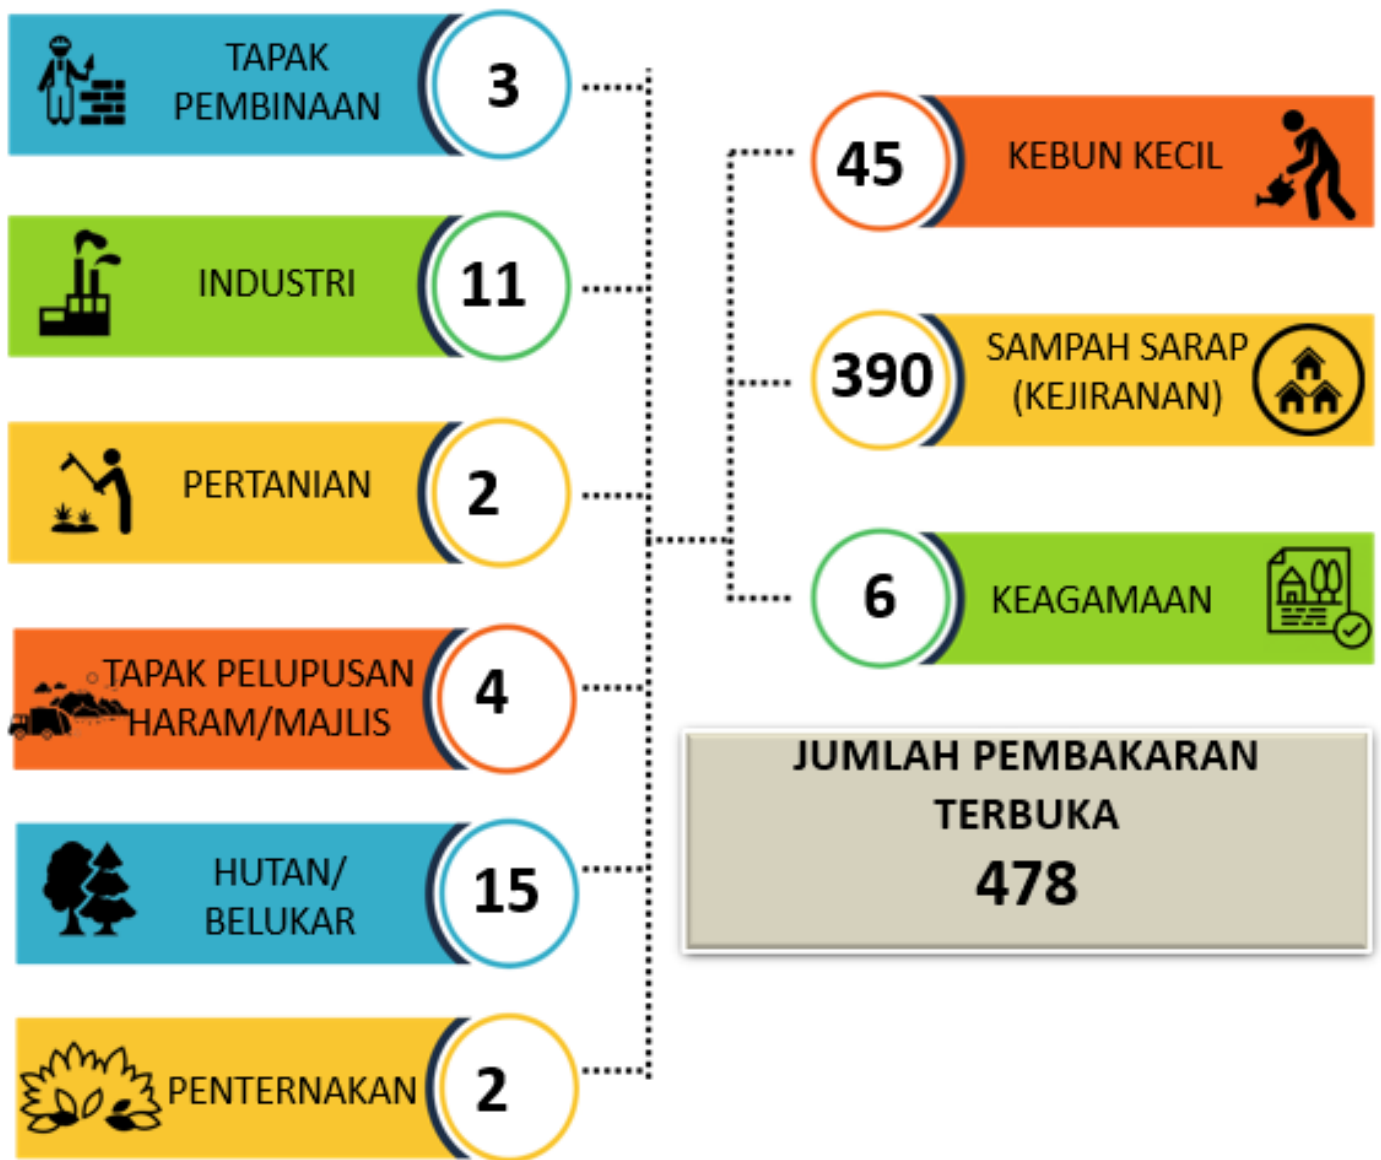 TAPAK
PEMBINAAN
3
INDUSTRI
11
PERTANIAN
2
TAPAK PELUPUSAN
HARAM/MAJLIS
4
HUTAN/
BELUKAR
15
PENTERNAKAN
2
45
KEBUN KECIL
390
SAMPAH SARAP
(KEJIRANAN)
6
KEAGAMAAN
JUMLAH PEMBAKARAN
TERBUKA
478